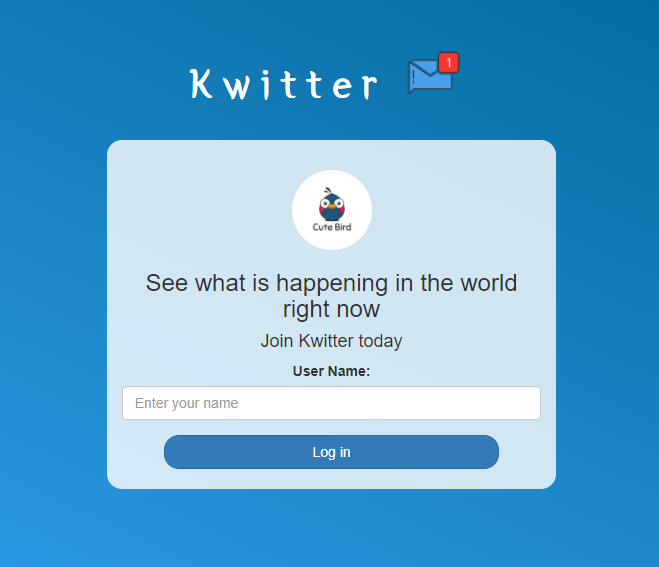 Kwitter
1
Cute Bird
See what is happening in the world
right now
Join Kwitter today
User Name:
Enter your name
Log in